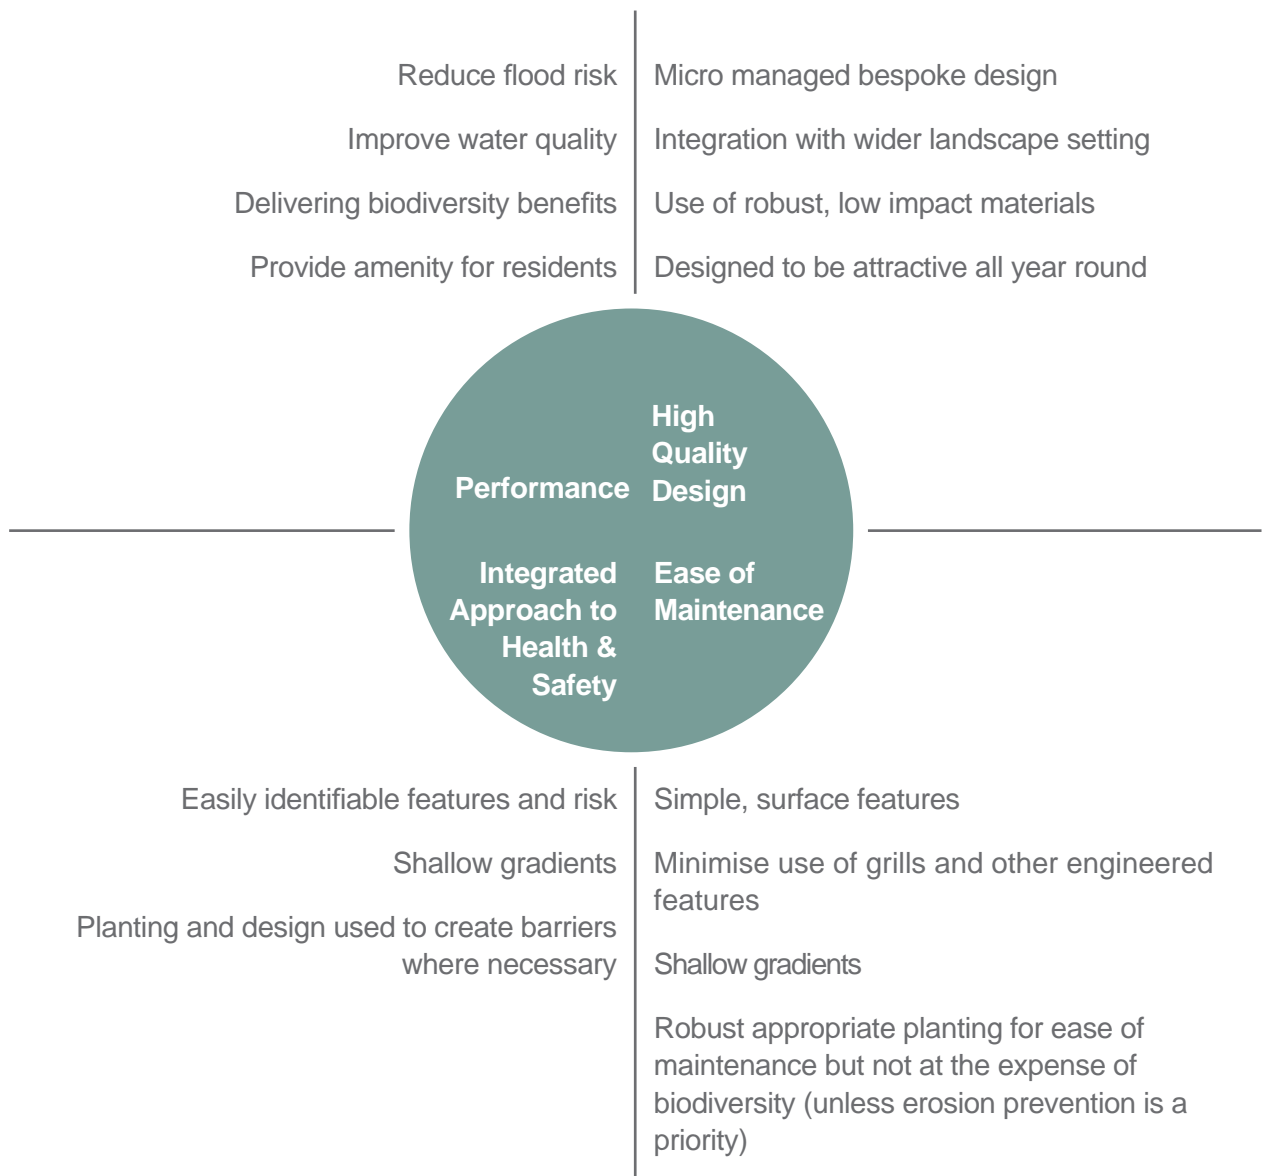 Reduce flood risk
Improve water quality
Delivering biodiversity benefits
Provide amenity for residents
Micro managed bespoke design
Integration with wider landscape setting
Use of robust, low impact materials
Designed to be attractive all year round
Performance
High
Quality
Design
Integrated
Approach to
Health &
Safety
Ease of
Maintenance
Easily identifiable features and risk
Shallow gradients
Planting and design used to create barriers
where necessary
Simple, surface features
Minimise use of grills and other engineered
features
Shallow gradients
Robust appropriate planting for ease of
maintenance but not at the expense of
biodiversity (unless erosion prevention is a
priority)